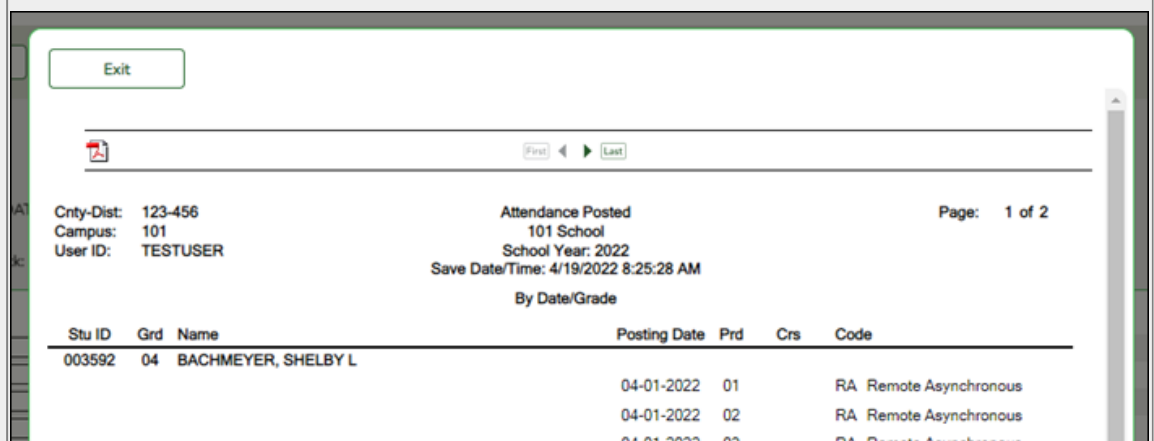 Exit
First Last
Cnty-Dist: 123-456 Attendance Posted Page: 1 of 2
Campus: 101 101 School
User ID: TESTUSER School Year: 2022
Save Date/Time: 4/19/2022 8:25:28 AM
By Date/Grade
Stu ID Grd Name Posting Date Prd Crs Code
003592 04 BACHMEYER, SHELBY L
04-01-2022 01 RA Remote Asynchronous
04-01-2022 02 RA Remote Asynchronous